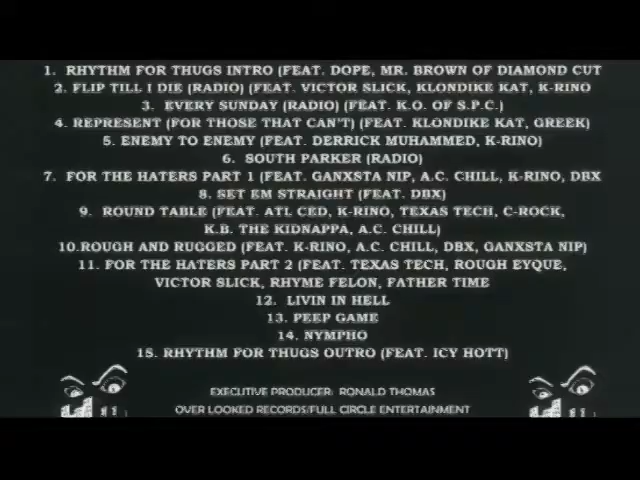 1. RHYTHM FOR THUGS INTRO (FEAT. DOPE, MR. BROWN OF DIAMOND CUT
2. FLIP TILL I DIE (RADIO) (FEAT. VICTOR SLICK, KLONDIKE KAT, K-RINO
3. EVERY SUNDAY (RADIO) (FEAT. K.O. OF S.P.C.)
4. REPRESENT (FOR THOSE THAT CAN'T) (FEAT. KLONDIKE KAT, GREEK)
5. ENEMY TO ENEMY (FEAT. DERRICK MUHAMMED, K-RINO)
6. SOUTH PARKER (RADIO)
7. FOR THE HATERS PART 1 (FEAT. GANXSTA NIP, A.C. CHILL, K-RINO, DBX
8. SET EM STRAIGHT (FEAT. DBX)
9. ROUND TABLE (FEAT. ATL CED, K-RINO, TEXAS TECH, C-ROCK,
K.B. THE KIDNAPPA, A.C. CHILL)
10.ROUGH AND RUGGED (FEAT. K-RINO, A.C. CHILL, DBX, GANXSTA NIP)
11. FOR THE HATERS PART 2 (FEAT. TEXAS TECH, ROUGH EYQUE,
VICTOR SLICK, RHYME FELON, FATHER TIME
12. LIVIN IN HELL
13. PEEP GAME
14. NYMPHO
15. RHYTHM FOR THUGS OUTRO (FEAT. ICY HOTT)
EXECUTIVE PRODUCER: RONALD THOMAS
OVER LOOKED RECORDS/FULL CIRCLE ENTERTAINMENT